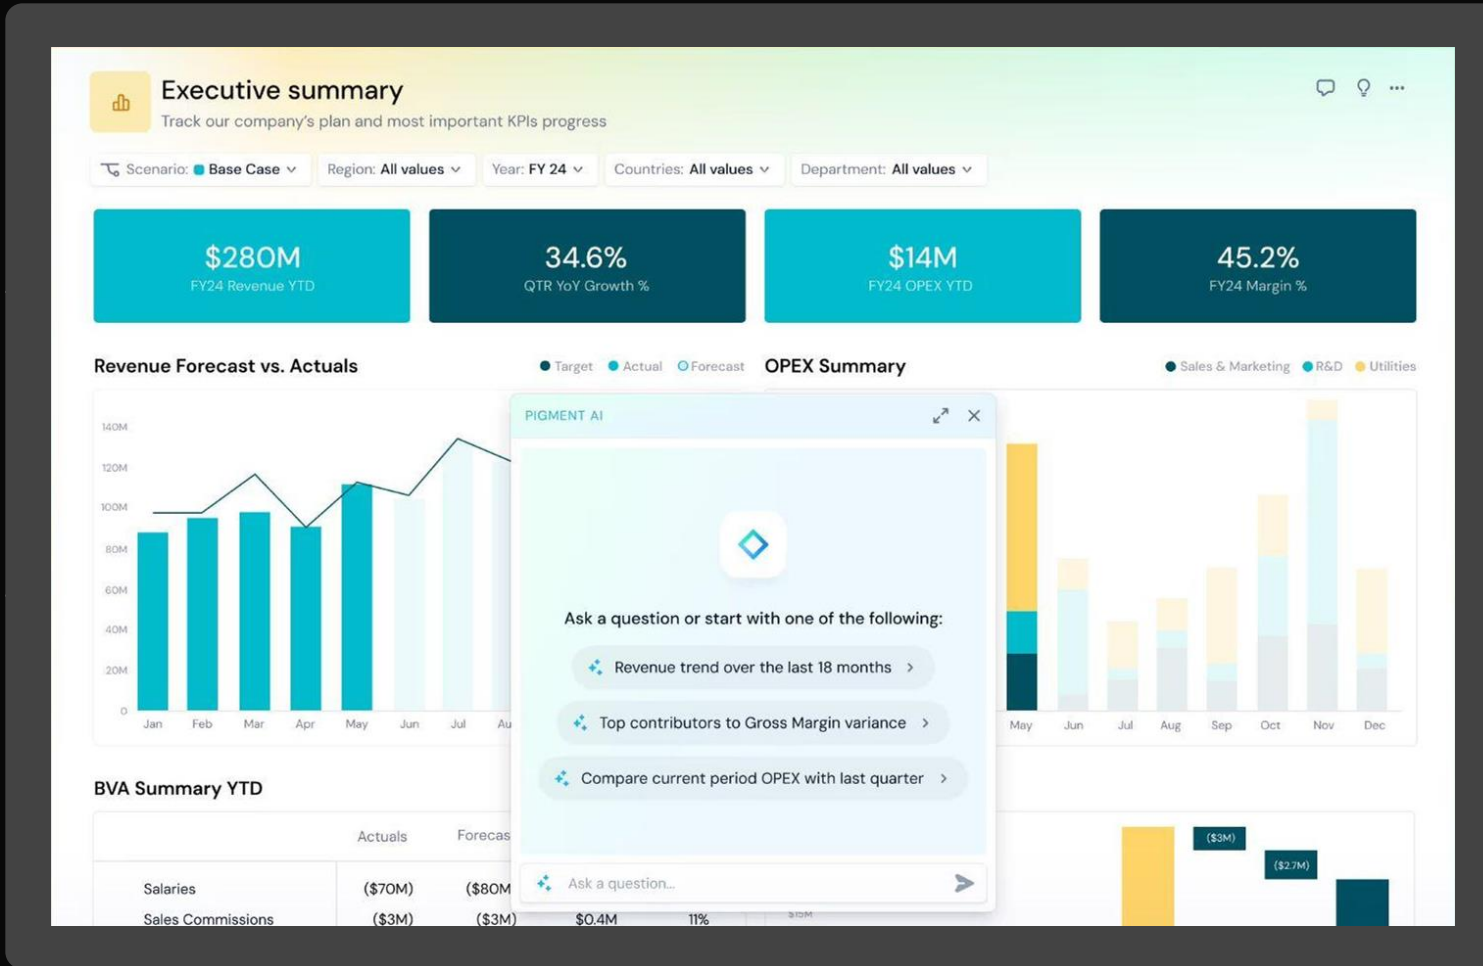 Executive summary
Track our company's plan and most important KPIs progress
Scenario: Base Case
Region: All values
Year: FY 24
Countries: All values
Department: All values
$280M
FY24 Revenue YTD
34.6%
QTR YoY Growth %
$14M
FY24 OPEX YTD
45.2%
FY24 Margin %
Revenue Forecast vs. Actuals
Target Actual Forecast
140M
120M
100M
80M
60M
40M
20M
0
Jan Feb Mar Apr May Jun Jul Au
OPEX Summary
Sales & Marketing R&D Utilities
May Jun Jul Aug Sep Oct Nov Dec
PIGMENT AI
Ask a question or start with one of the following:
Revenue trend over the last 18 months
Top contributors to Gross Margin variance
Compare current period OPEX with last quarter
Ask a question...
BVA Summary YTD
Actuals Forecas
Salaries ($70M) ($80M
Sales Commissions ($3M) ($3M) $0.4M 11%
($3M)
($2.7M)
$15M